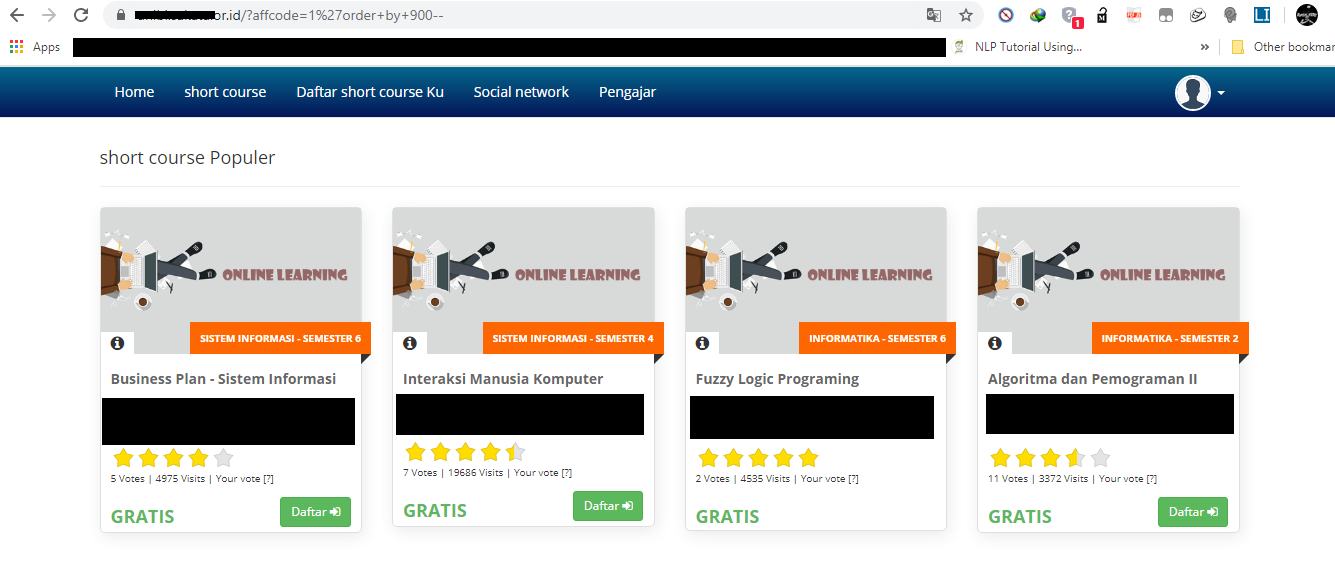 or.id/?affcode=1%27order+by+900--
1
Apps
NLP Tutorial Using...
»
Other bookmar
Home
short course
Daftar short course Ku
Social network
Pengajar
short course Populer
ONLINE LEARNING
SISTEM INFORMASI - SEMESTER 6
Business Plan - Sistem Informasi
5 Votes | 4975 Visits | Your vote [?]
GRATIS
Daftar
ONLINE LEARNING
SISTEM INFORMASI - SEMESTER 4
Interaksi Manusia Komputer
7 Votes | 19686 Visits | Your vote [?]
GRATIS
Daftar
ONLINE LEARNING
INFORMATIKA - SEMESTER 6
Fuzzy Logic Programing
2 Votes | 4535 Visits | Your vote [?]
GRATIS
ONLINE LEARNING
INFORMATIKA - SEMESTER 2
Algoritma dan Pemograman II
11 Votes | 3372 Visits | Your vote [?]
GRATIS
Daftar